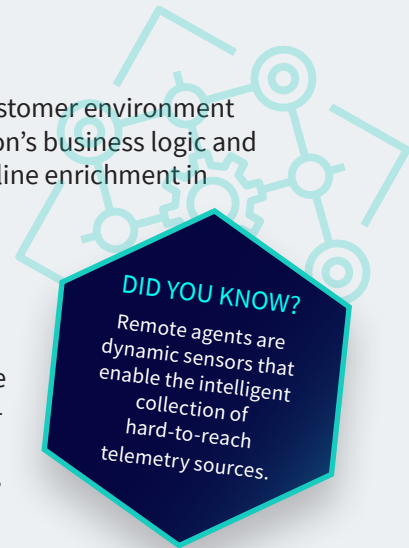 stomer environment
on's business logic and
line enrichment in
DID YOU KNOW?
Remote agents are
dynamic sensors that
enable the intelligent
collection of
hard-to-reach
telemetry sources.
e